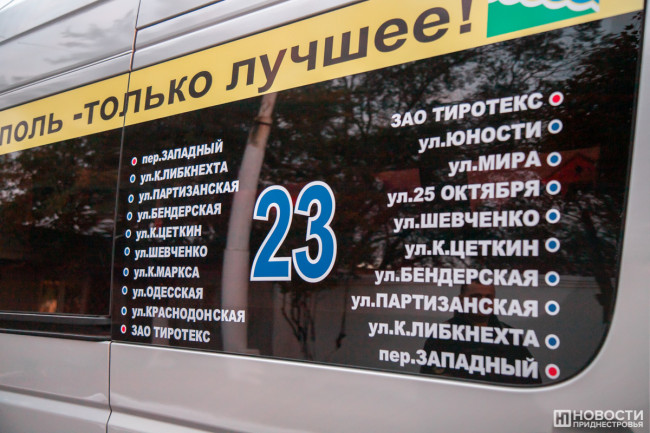 поль -только лучшее!
пер.ЗАПАДНЫЙ
ул.К.ЛИБКНЕХТА
ул.ПАРТИЗАНСКАЯ
ул.БЕНДЕРСКАЯ
ул.К.ЦЕТКИН
ул.ШЕВЧЕНКО
ул.К.МАРКСА
ул.ОДЕССКАЯ
ул.КРАСНОДОНСКАЯ
ЗАО ТИРОТЕКС
23
ЗАО ТИРОТЕКС
ул.ЮНОСТИ
ул.МИРА
ул.25 ОКТЯБРЯ
ул.ШЕВЧЕНКО
ул.К.ЦЕТКИН
ул.БЕНДЕРСКАЯ
ул.ПАРТИЗАНСКАЯ
ул.К.ЛИБКНЕХТА
пер.ЗАПАДНЫЙ
НОВОСТИ
ПРИДНЕСТРОВЬЯ